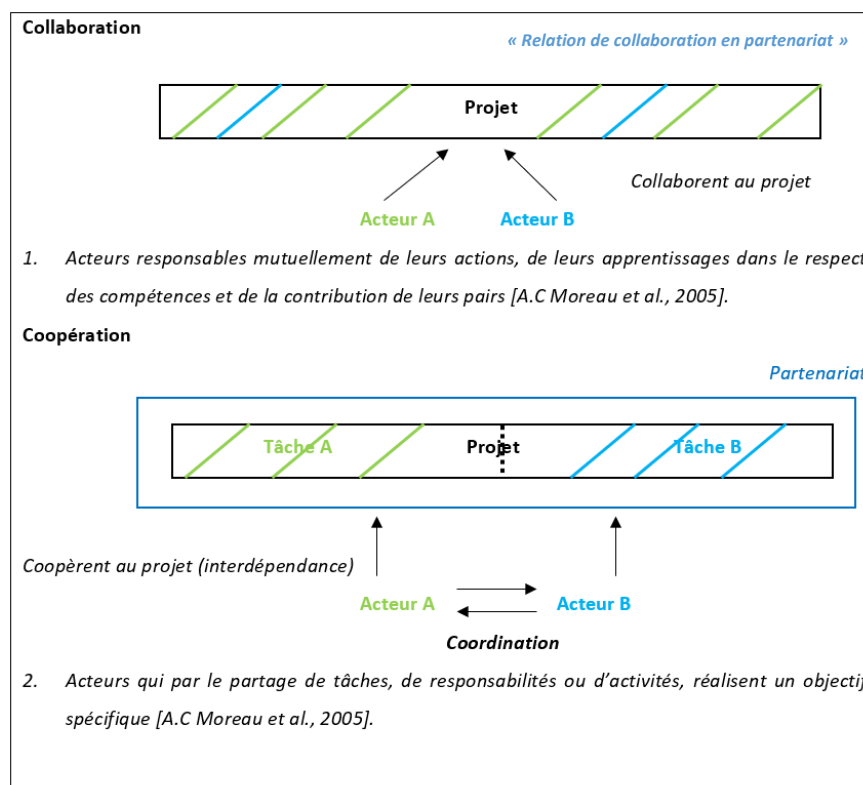 Collaboration
« Relation de collaboration en partenariat »
Projet
Collaborent au projet
Acteur A Acteur B
1. Acteurs responsables mutuellement de leurs actions, de leurs apprentissages dans le respect
des compétences et de la contribution de leurs pairs [A.C Moreau et al., 2005].
Coopération
Partenariat
Tâche A Projet Tâche B
Coopèrent au projet (interdépendance)
Acteur A Acteur B
Coordination
2. Acteurs qui par le partage de tâches, de responsabilités ou d’activités, réalisent un objectif
spécifique [A.C Moreau et al., 2005].